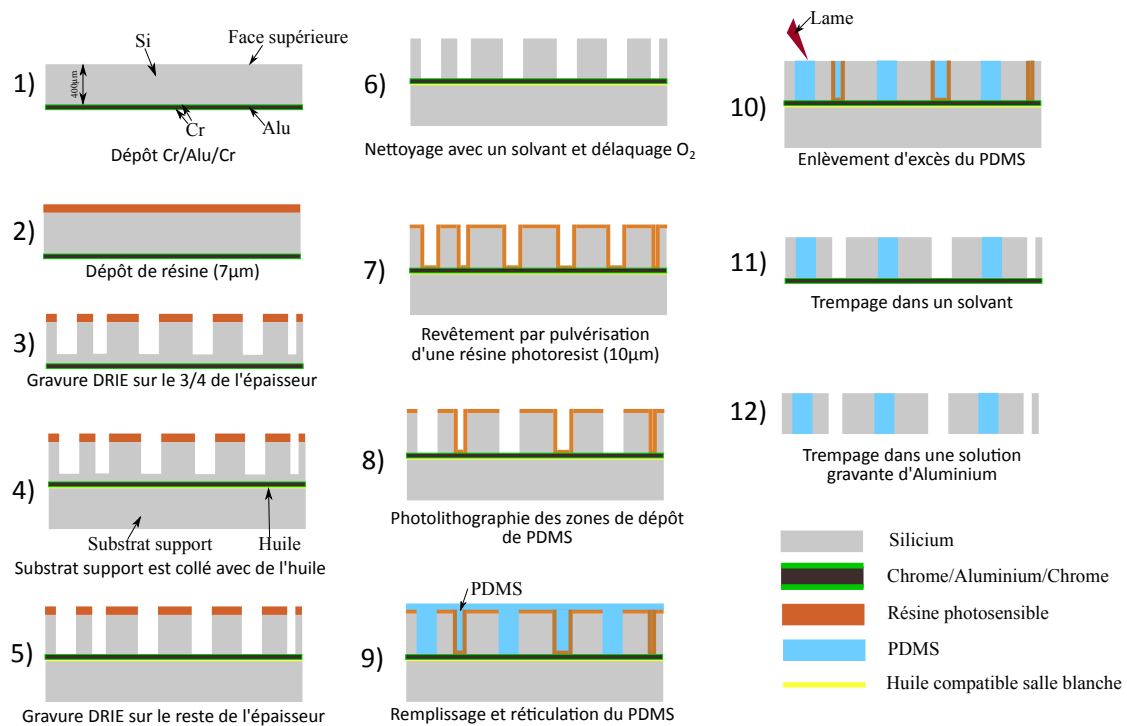 1)
Si
Face supérieure
400µm
Cr
Alu
Dépôt Cr/Alu/Cr
2)
Dépôt de résine (7µm)
3)
Gravure DRIE sur le 3/4 de l'épaisseur
4)
Substrat support
Huile
Substrat support est collé avec de l'huile
5)
Gravure DRIE sur le reste de l'épaisseur
6)
Nettoyage avec un solvant et délaquage O₂
7)
Revêtement par pulvérisation
d'une résine photoresist (10µm)
8)
Photolithographie des zones de dépôt
de PDMS
9)
PDMS
Remplissage et réticulation du PDMS
10)
Lame
Enlèvement d'excès du PDMS
11)
Trempage dans un solvant
12)
Trempage dans une solution
gravante d'Aluminium
Silicium
Chrome/Aluminium/Chrome
Résine photosensible
PDMS
Huile compatible salle blanche